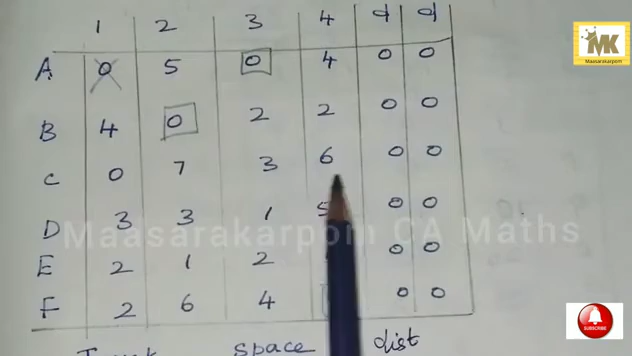 1 2 3 4 d d
MK
Maasarakarpom
A 0 5 0 4 0 0
B 4 0 2 2 0 0
C 0 7 3 6 0 0
D 3 3 1 5 0 0
Maasarakarpom CA Maths
E 2 1 2 0 0
F 2 6 4 0 0
SUBSCRIBE
space dist